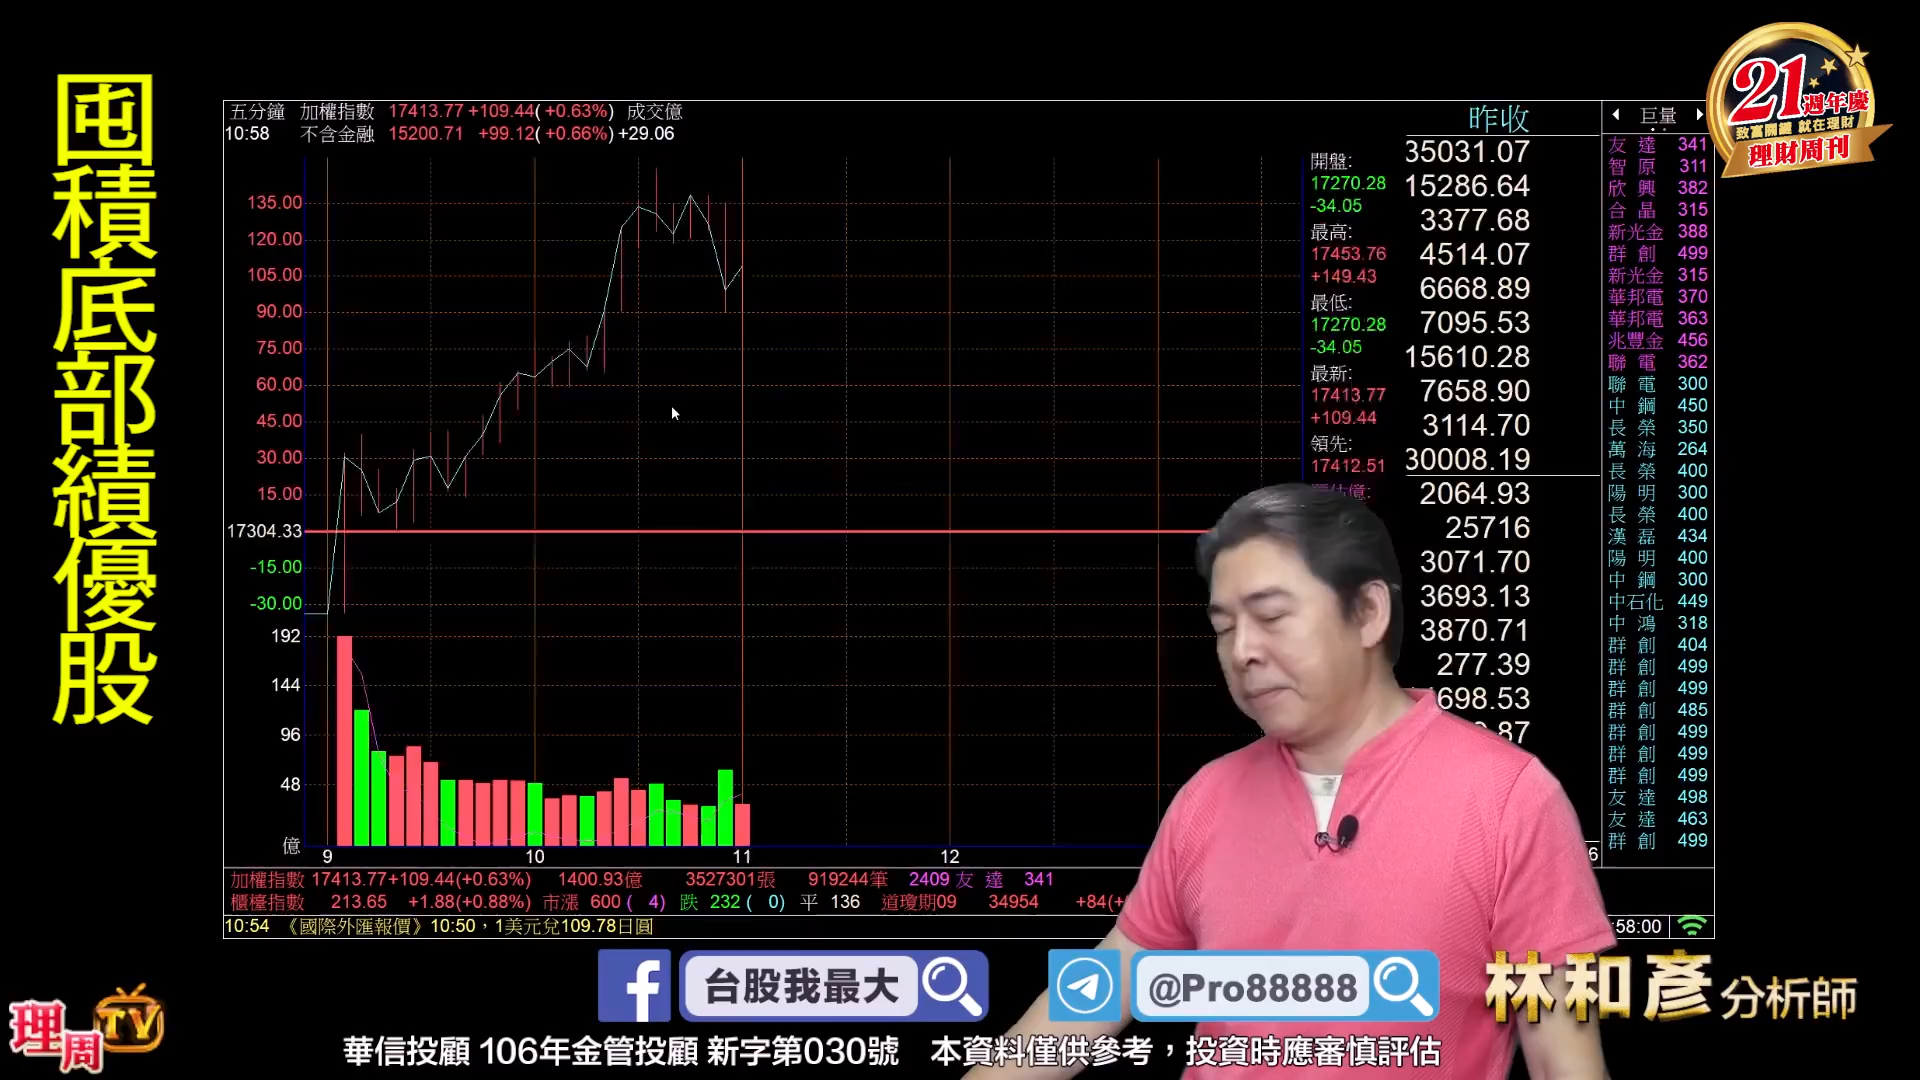 囤積底部績優股
21週年慶
致富關鍵 就在理財
理財周刊
五分鐘 加權指數 17413.77 +109.44( +0.63%) 成交億
10:58 不含金融 15200.71 +99.12( +0.66%) +29.06
135.00
120.00
105.00
90.00
75.00
60.00
45.00
30.00
15.00
17304.33
-15.00
-30.00
192
144
96
48
億
9 10 11 12
開盤:
17270.28
-34.05
最高:
17453.76
+149.43
最低:
17270.28
-34.05
最新:
17413.77
+109.44
領先:
17412.51
昨收
35031.07
15286.64
3377.68
4514.07
6668.89
7095.53
15610.28
7658.90
3114.70
30008.19
2064.93
25716
3071.70
3693.13
3870.71
277.39
698.53
.87
6
巨量
友達 341
智原 311
欣興 382
合晶 315
新光金 388
群創 499
新光金 315
華邦電 370
華邦電 363
兆豐金 456
聯電 362
聯電 300
中鋼 450
長榮 350
萬海 264
長榮 400
陽明 300
長榮 400
漢磊 434
陽明 400
中鋼 300
中石化 449
中鴻 318
群創 404
群創 499
群創 499
群創 485
群創 499
群創 499
群創 499
友達 498
友達 463
群創 499
加權指數 17413.77+109.44(+0.63%) 1400.93億 3527301張 919244筆 2409 友達 341
櫃檯指數 213.65 +1.88(+0.88%) 市漲 600 ( 4) 跌 232 ( 0) 平 136 道瓊期09 34954 +84(+
10:54 《國際外匯報價》10:50，1美元兌109.78日圓
:58:00
台股我最大
@Pro88888
林和彥 分析師
理周TV
華信投顧 106年金管投顧 新字第030號 本資料僅供參考，投資時應審慎評估